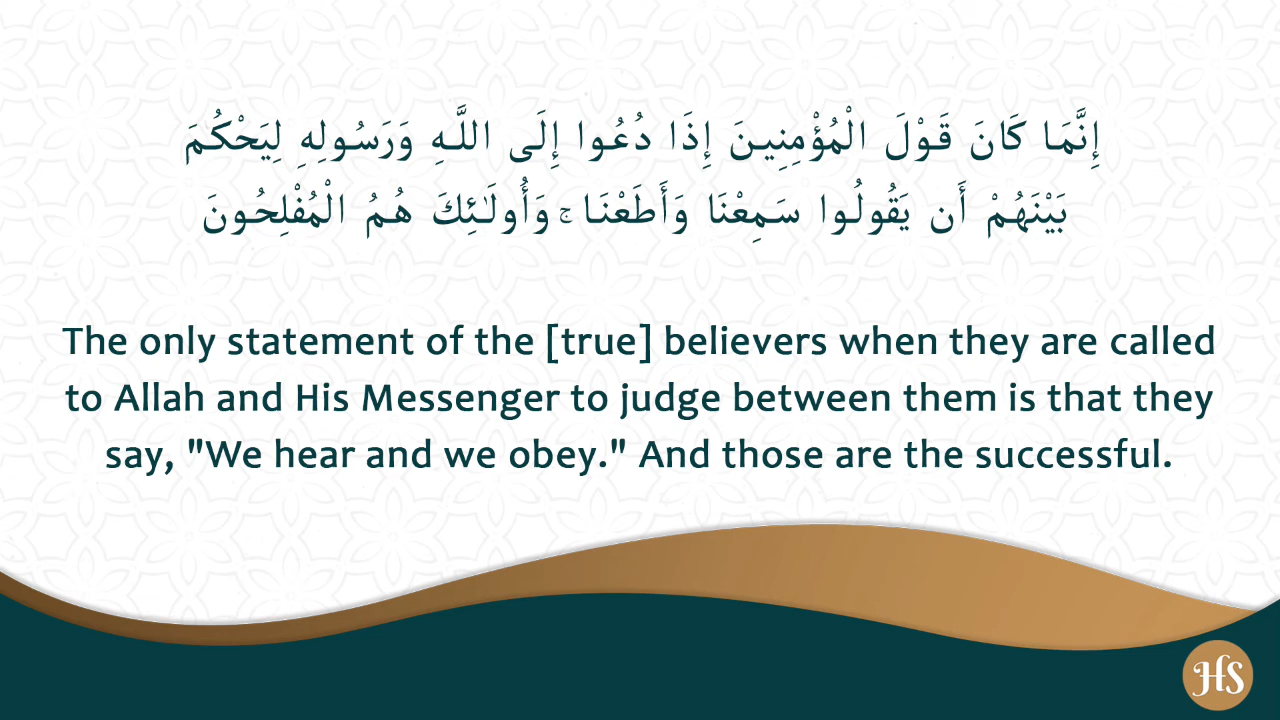 إِنَّمَا كَانَ قَوْلَ الْمُؤْمِنِينَ إِذَا دُعُوا إِلَى اللَّهِ وَرَسُولِهِ لِيَحْكُمَ
بَيْنَهُمْ أَن يَقُولُوا سَمِعْنَا وَأَطَعْنَا ۚ وَأُولَٰئِكَ هُمُ الْمُفْلِحُونَ
The only statement of the [true] believers when they are called
to Allah and His Messenger to judge between them is that they
say, "We hear and we obey." And those are the successful.
HS